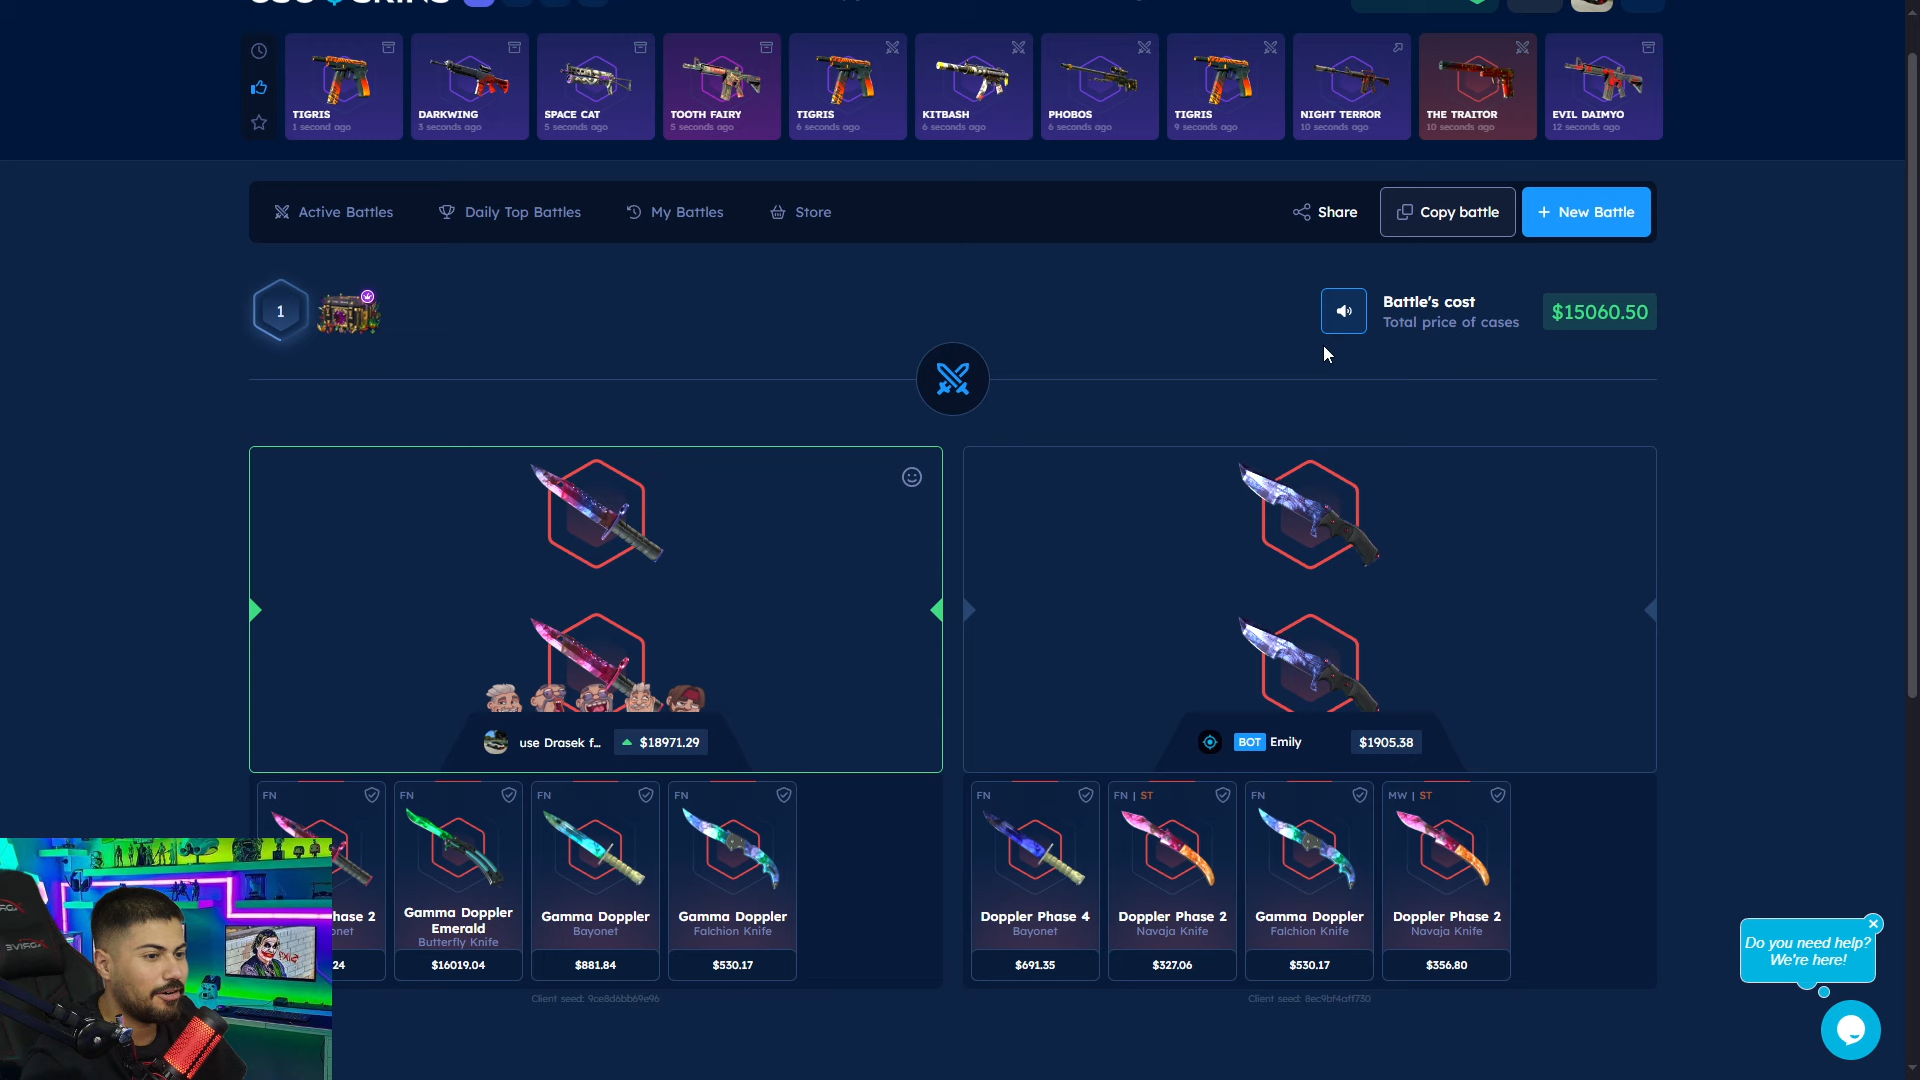 TIGRIS
1 second ago
DARKWING
3 seconds ago
SPACE CAT
5 seconds ago
TOOTH FAIRY
5 seconds ago
TIGRIS
6 seconds ago
KITBASH
6 seconds ago
PHOBOS
6 seconds ago
TIGRIS
9 seconds ago
NIGHT TERROR
10 seconds ago
THE TRAITOR
10 seconds ago
EVIL DAIMYO
12 seconds ago
Active Battles
Daily Top Battles
My Battles
Store
Share
Copy battle
+ New Battle
1
Battle's cost
Total price of cases
$15060.50
use Drasek f...
$18971.29
BOT Emily
$1905.38
FN
hase 2
onet
24
FN
Gamma Doppler
Emerald
Butterfly Knife
$16019.04
FN
Gamma Doppler
Bayonet
$881.84
FN
Gamma Doppler
Falchion Knife
$530.17
FN
Doppler Phase 4
Bayonet
$691.35
FN | ST
Doppler Phase 2
Navaja Knife
$327.06
FN
Gamma Doppler
Falchion Knife
$530.17
MW | ST
Doppler Phase 2
Navaja Knife
$356.80
Client seed: 9ce8d6bb69e96
Client seed: 8ec9bf4aff730
Do you need help?
We're here!